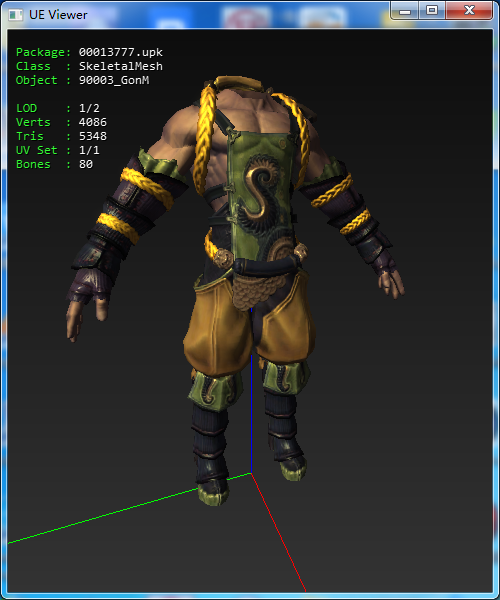 UE Viewer
Package: 00013777.upk
Class : SkeletalMesh
Object : 90003_GonM
LOD : 1/2
Verts : 4086
Tris : 5348
UV Set : 1/1
Bones : 80